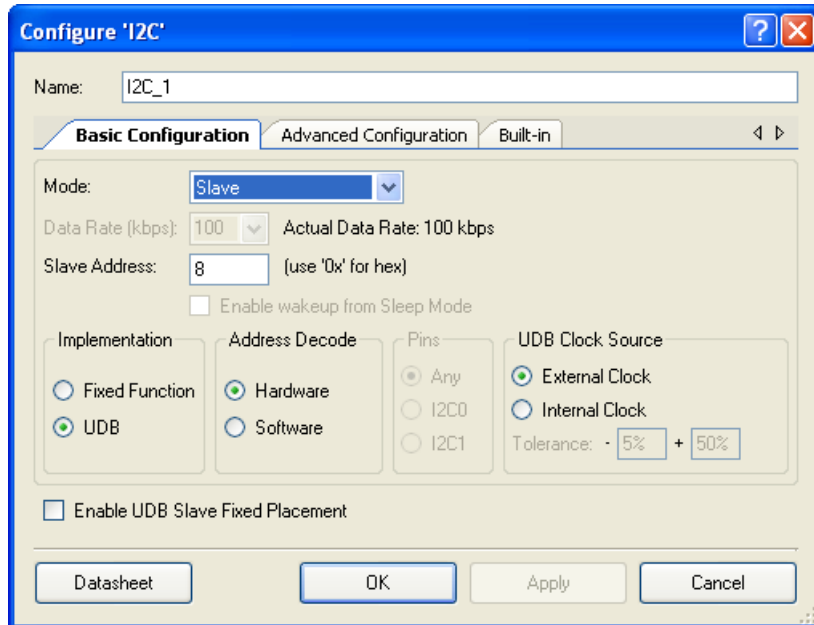 Configure 'I2C'
Name: I2C_1
Basic Configuration Advanced Configuration Built-in
Mode: Slave
Data Rate (kbps): 100 Actual Data Rate: 100 kbps
Slave Address: 8 (use '0x' for hex)
Enable wakeup from Sleep Mode
Implementation Address Decode Pins UDB Clock Source
Any External Clock
Fixed Function Hardware
I2C0 Internal Clock
UDB Software
I2C1 Tolerance: - 5% + 50%
Enable UDB Slave Fixed Placement
Datasheet OK Apply Cancel